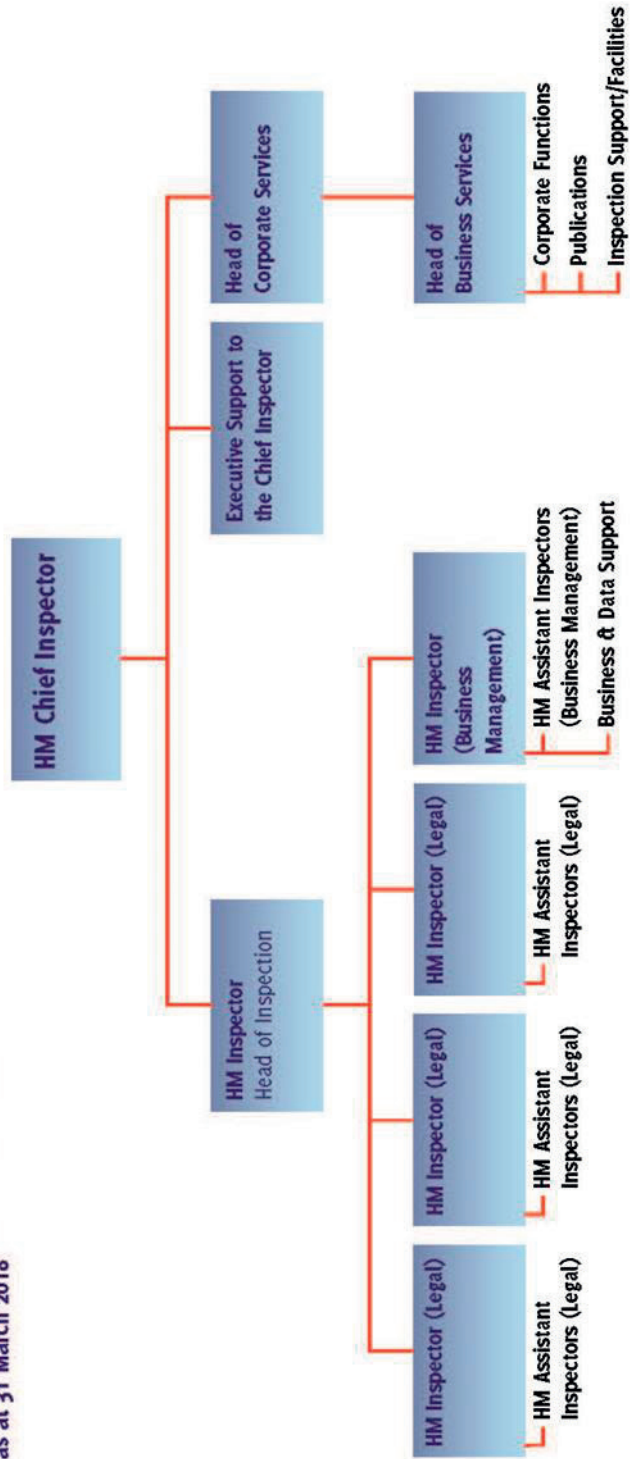 as at 31 March 2016
HM Chief Inspector
HM Inspector
Head of Inspection
Executive Support to
the Chief Inspector
Head of
Corporate Services
HM Inspector (Legal)
HM Assistant
Inspectors (Legal)
HM Inspector (Legal)
HM Assistant
Inspectors (Legal)
HM Inspector (Legal)
HM Assistant
Inspectors (Legal)
HM Inspector
(Business
Management)
HM Assistant Inspectors
(Business Management)
Business & Data Support
Head of
Business Services
Corporate Functions
Publications
Inspection Support/Facilities